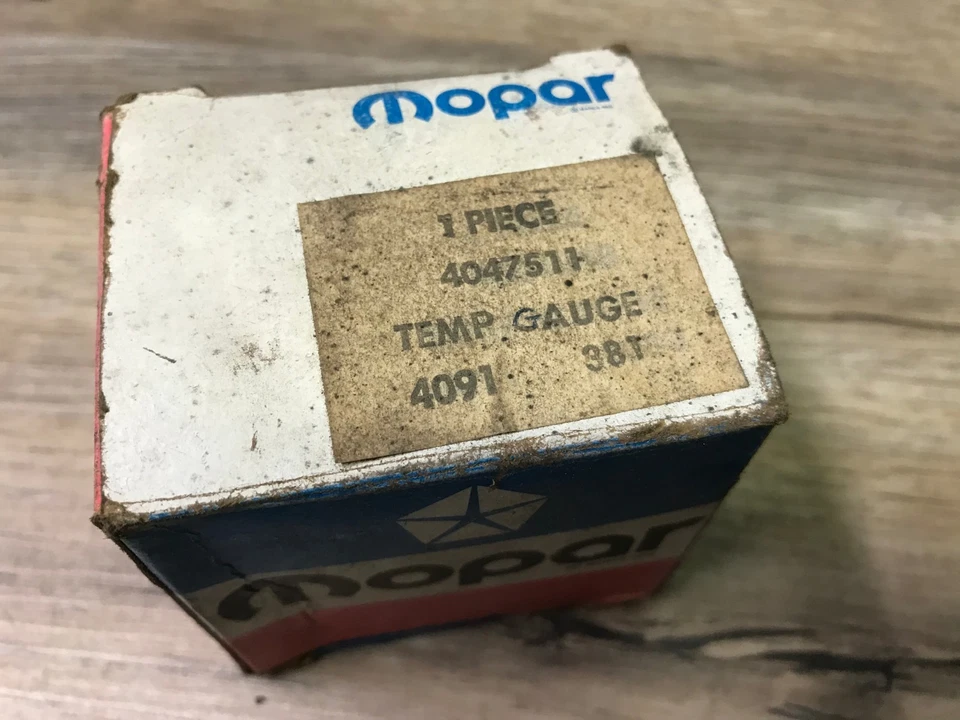 mopar
1 PIECE
4047511
TEMP GAUGE
4091 38T
mopar